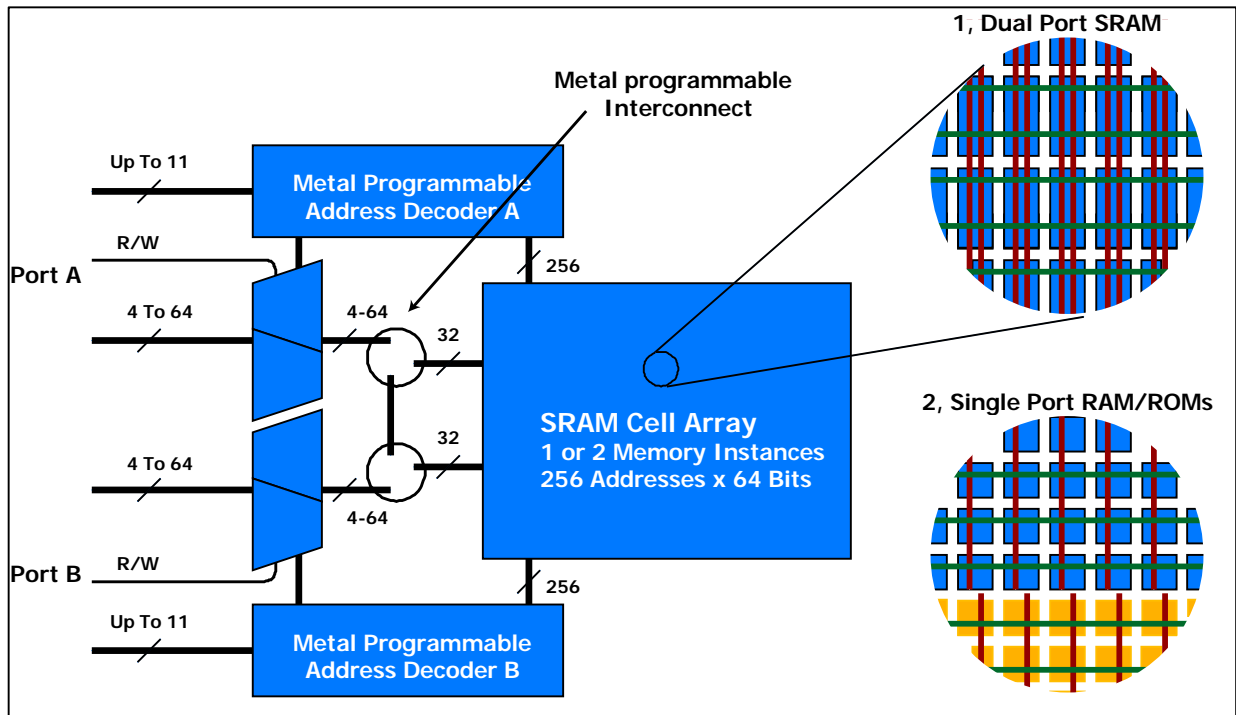 1, Dual Port SRAM
Metal programmable
Interconnect
Up To 11
Metal Programmable
Address Decoder A
R/W
Port A
256
4 To 64
4-64
32
SRAM Cell Array
1 or 2 Memory Instances
256 Addresses x 64 Bits
2, Single Port RAM/ROMs
32
4 To 64
4-64
R/W
Port B
256
Up To 11
Metal Programmable
Address Decoder B